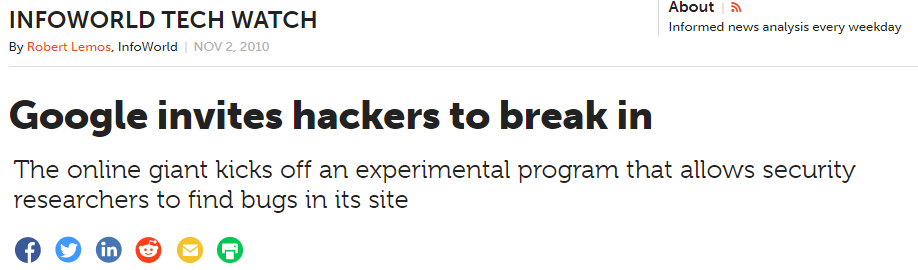 INFOWORLD TECH WATCH
By Robert Lemos, InfoWorld | NOV 2, 2010
About |
Informed news analysis every weekday
Google invites hackers to break in
The online giant kicks off an experimental program that allows security
researchers to find bugs in its site
f
in